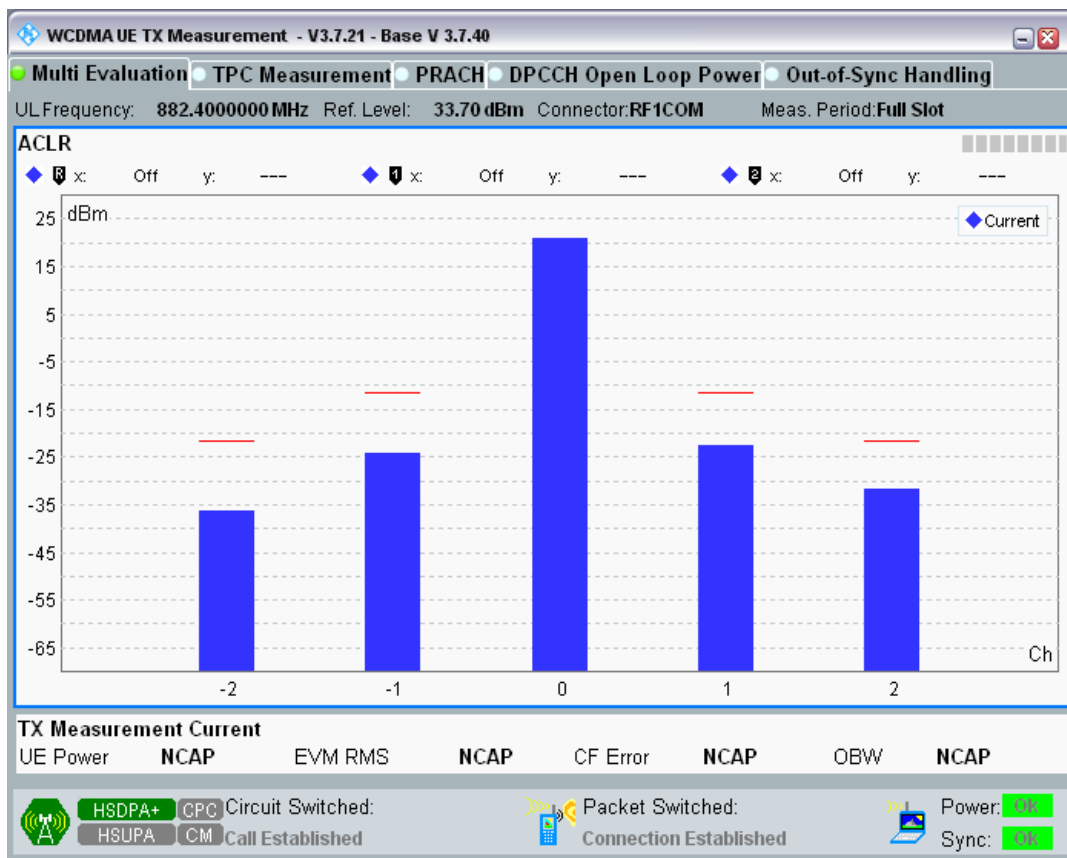 WCDMA UE TX Measurement - V3.7.21 - Base V 3.7.40
Multi Evaluation TPC Measurement PRACH DPCCH Open Loop Power Out-of-Sync Handling
UL Frequency: 882.4000000 MHz Ref. Level: 33.70 dBm Connector:RF1COM Meas. Period:Full Slot
ACLR
R x: Off y: --- 1 x: Off y: --- 2 x: Off y: ---
dBm
Current
25
15
5
-5
-15
-25
-35
-45
-55
-65
Ch
-2 -1 0 1 2
TX Measurement Current
UE Power NCAP EVM RMS NCAP CF Error NCAP OBW NCAP
HSDPA+ CPC Circuit Switched: Packet Switched: Power: Ok
HSUPA CM Call Established Connection Established Sync: Ok